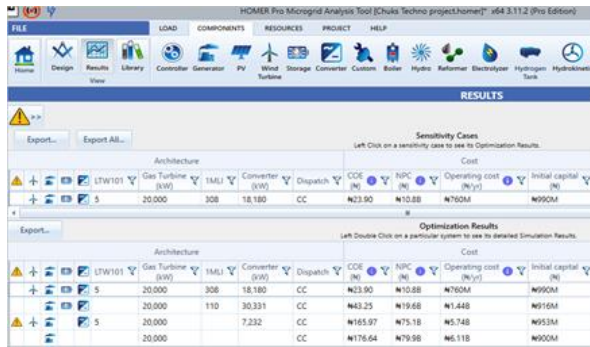 HOMER Pro Microgrid Analysis Tool [Chuks Techno project.homer]* x64 3.11.2 (Pro Edition)
FILE LOAD COMPONENTS RESOURCES PROJECT HELP
Home Design Results Library Controller Generator PV Wind Turbine Storage Converter Custom Boiler Hydro Reformer Electrolyzer Hydrogen Tank Hydrokinetic
View
RESULTS
>>
Export... Export All... Sensitivity Cases
Left Click on a sensitivity case to see its Optimization Results.
Architecture Cost
LTW101 Gas Turbine (kW) 1MLI Converter (kW) Dispatch COE (₦) NPC (₦) Operating cost (₦/yr) Initial capital (₦)
5 20,000 308 18,180 CC ₦23.90 ₦10.8B ₦760M ₦990M
Export... Optimization Results
Left Double Click on a particular system to see its detailed Simulation Results.
Architecture Cost
LTW101 Gas Turbine (kW) 1MLI Converter (kW) Dispatch COE (₦) NPC (₦) Operating cost (₦/yr) Initial capital (₦)
5 20,000 308 18,180 CC ₦23.90 ₦10.8B ₦760M ₦990M
20,000 110 30,331 CC ₦43.25 ₦19.6B ₦1.44B ₦916M
5 20,000 7,232 CC ₦165.97 ₦75.1B ₦5.74B ₦953M
20,000 CC ₦176.64 ₦79.9B ₦6.11B ₦900M